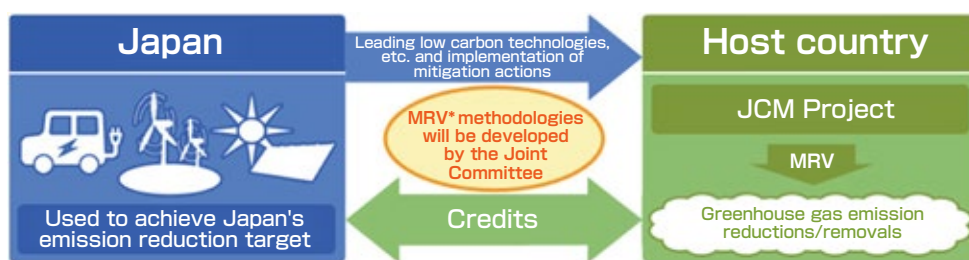 Japan
Used to achieve Japan's
emission reduction target
Leading low carbon technologies,
etc. and implementation of
mitigation actions
MRV* methodologies
will be developed
by the Joint
Committee
Credits
Host country
JCM Project
MRV
Greenhouse gas emission
reductions/removals